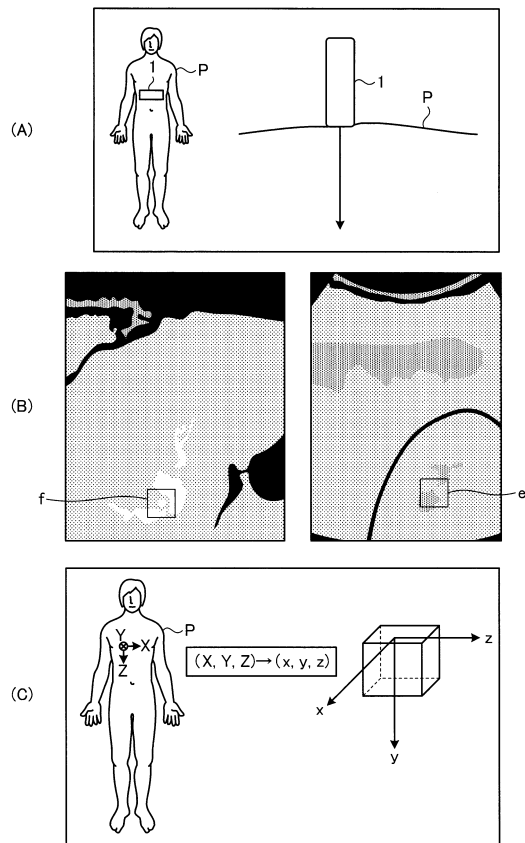 (A)
1
P
1
P
(B)
f
e
(C)
Y
X
Z
P
(X, Y, Z)→(x, y, z)
z
x
y